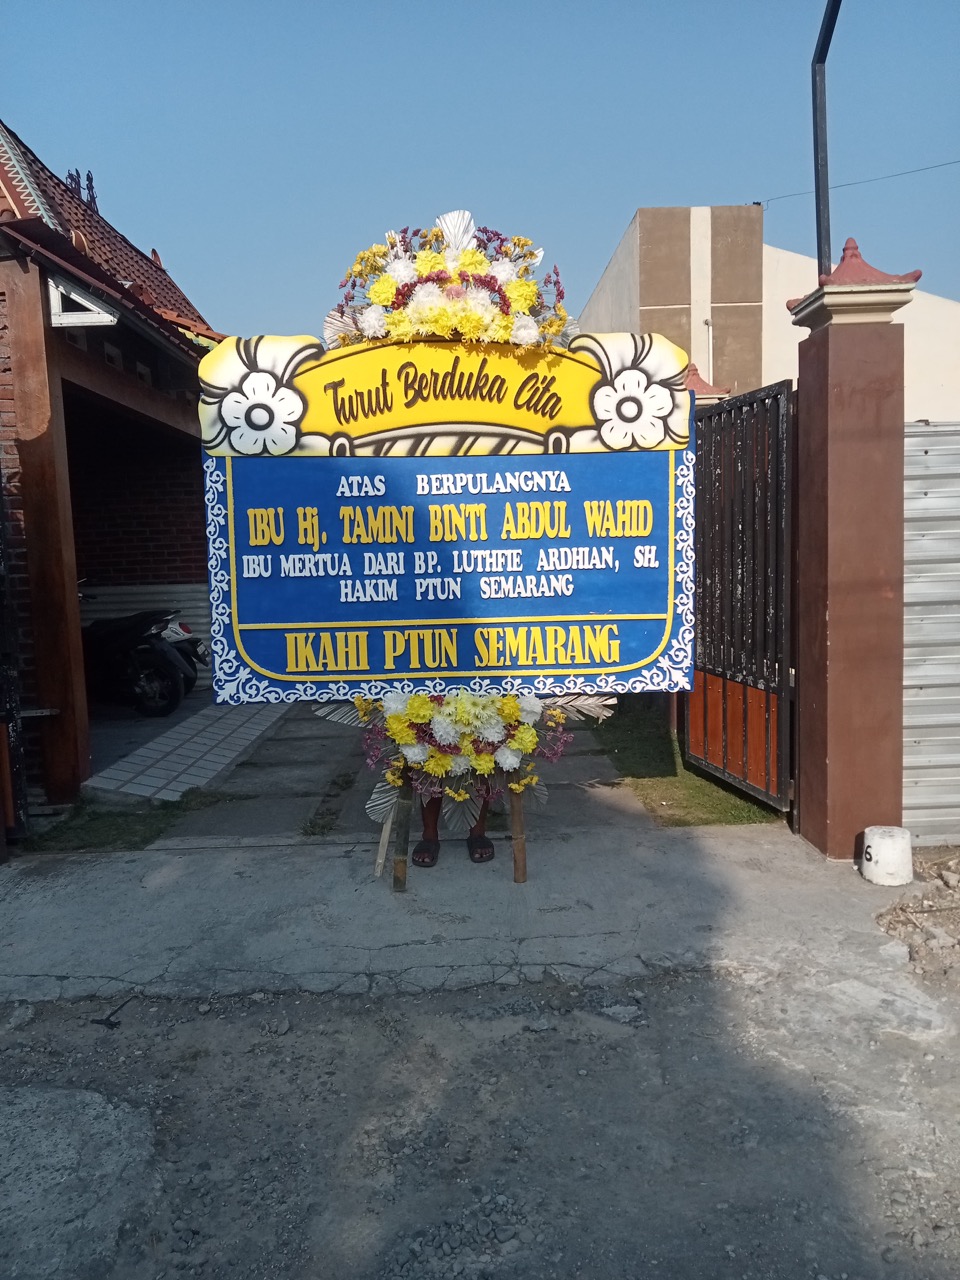 Turut Berduka Cita
ATAS BERPULANGNYA
IBU Hj. TAMINI BINTI ABDUL WAHID
IBU MERTUA DARI BP. LUTHFIE ARDHIAN, SH.
HAKIM PTUN SEMARANG
IKAHI PTUN SEMARANG
6